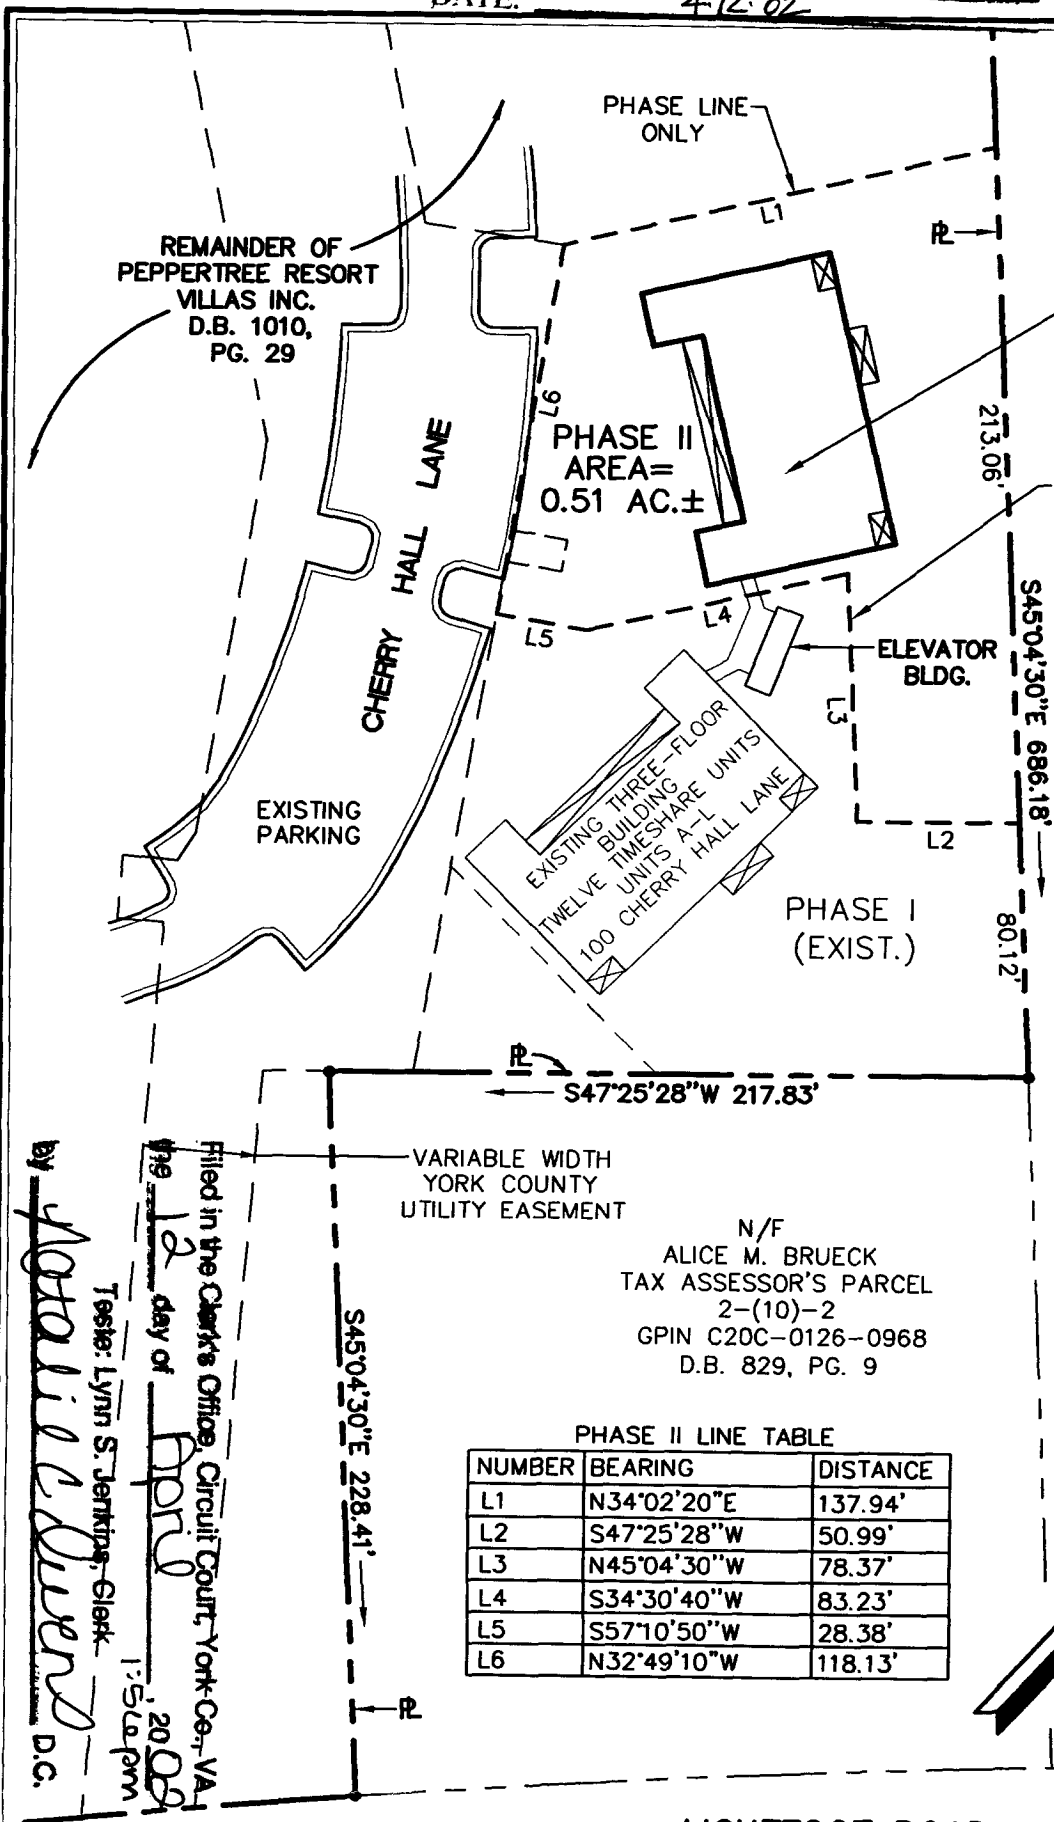 DATE: 4-12-02
PHASE LINE
ONLY
L1
REMAINDER OF
PEPPERTREE RESORT
VILLAS INC.
D.B. 1010,
PG. 29
PL
213.06'
L6
PHASE II
AREA=
0.51 AC.±
CHERRY HALL LANE
S45°04'30"E 686.18'
L5
L4
ELEVATOR
BLDG.
L3
L2
EXISTING
PARKING
EXISTING THREE-FLOOR
BUILDING
TWELVE TIMESHARE UNITS
UNITS A-L
100 CHERRY HALL LANE
PHASE I
(EXIST.)
80.12'
PL
S47°25'28"W 217.83'
VARIABLE WIDTH
YORK COUNTY
UTILITY EASEMENT
N/F
ALICE M. BRUECK
TAX ASSESSOR'S PARCEL
2-(10)-2
GPIN C20C-0126-0968
D.B. 829, PG. 9
S45°04'30"E 228.41'
PL
PHASE II LINE TABLE
NUMBER BEARING DISTANCE
L1 N34°02'20"E 137.94'
L2 S47°25'28"W 50.99'
L3 N45°04'30"W 78.37'
L4 S34°30'40"W 83.23'
L5 S57°10'50"W 28.38'
L6 N32°49'10"W 118.13'
Filed in the Clerk's Office, Circuit Court, York Co., VA
the 12 day of April, 2002
1:56pm
Teste: Lynn S. Jenkins, Clerk
by D.C.